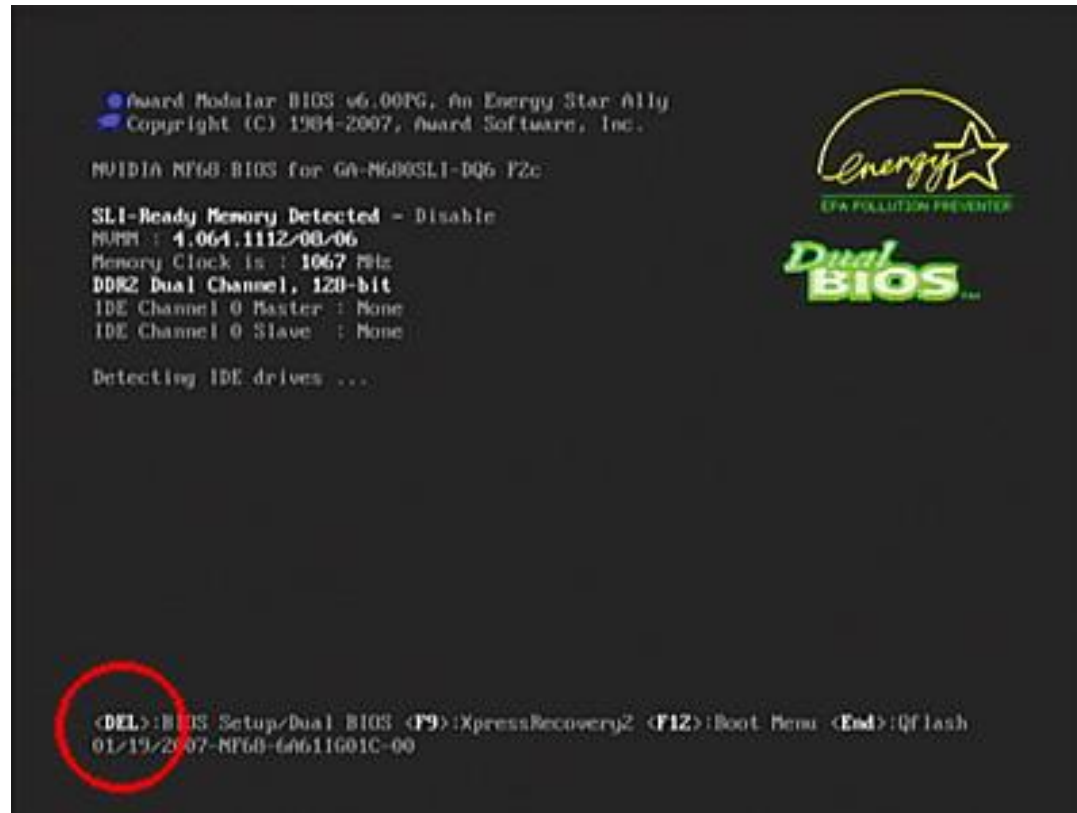 Award Modular BIOS v6.00PG, An Energy Star Ally
Copyright (C) 1984-2007, Award Software, Inc.
NVIDIA NF68 BIOS for GA-M680SLI-DQ6 F2c
SLI-Ready Memory Detected - Disable
NVMM : 4.064.1112/08/06
Memory Clock is : 1067 MHz
DDR2 Dual Channel, 128-bit
IDE Channel 0 Master : None
IDE Channel 0 Slave : None
Detecting IDE drives ...
energy
EPA POLLUTION PREVENTER
Dual
BIOS
<DEL>:BIOS Setup/Dual BIOS <F9>:XpressRecovery2 <F12>:Boot Menu <End>:Qflash
01/19/2007-NF68-6A61IG01C-00